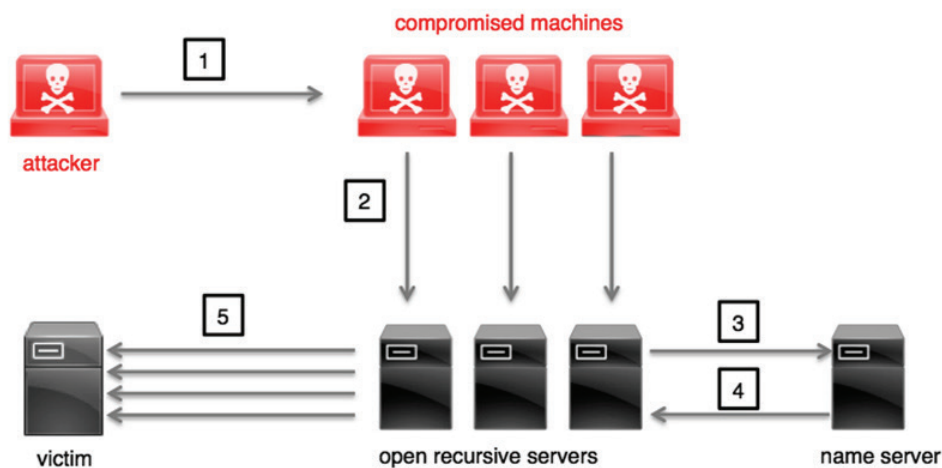 compromised machines
1
attacker
2
5
3
4
victim
open recursive servers
name server